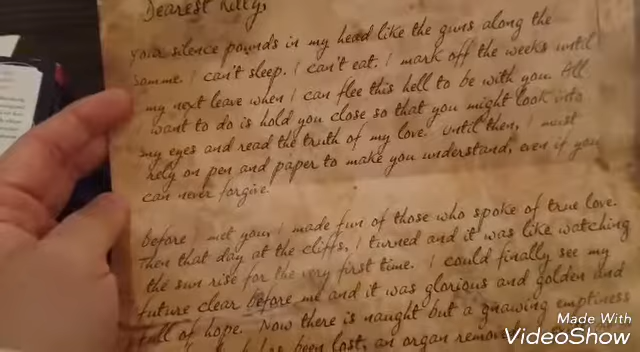 Dearest Kitty,
your silence pounds in my head like the guns along the
Somme. I can't sleep. I can't eat. I mark off the weeks until
my next leave when I can flee this hell to be with you. All
I want to do is hold you close so that you might look into
my eyes and read the truth of my love. Until then, I must
rely on pen and paper to make you understand, even if you
can never forgive.
Before I met you, I made fun of those who spoke of true love.
Then that day at the cliffs, I turned and it was like watching
the sun rise for the very first time. I could finally see my
future clear before me and it was glorious and golden and
full of hope. Now there is naught but a gnawing emptiness
has been lost, an organ
Made With
VideoShow